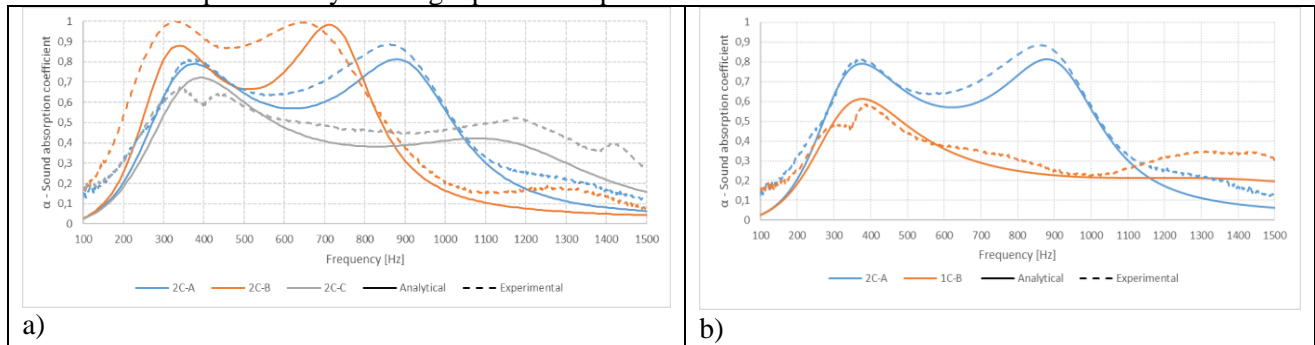 α - Sound absorption coefficient
1
0,9
0,8
0,7
0,6
0,5
0,4
0,3
0,2
0,1
0
100 200 300 400 500 600 700 800 900 1000 1100 1200 1300 1400 1500
Frequency [Hz]
2C-A 2C-B 2C-C Analytical Experimental
a)
α - Sound absorption coefficient
1
0,9
0,8
0,7
0,6
0,5
0,4
0,3
0,2
0,1
0
100 200 300 400 500 600 700 800 900 1000 1100 1200 1300 1400 1500
Frequency [Hz]
2C-A 1C-B Analytical Experimental
b)